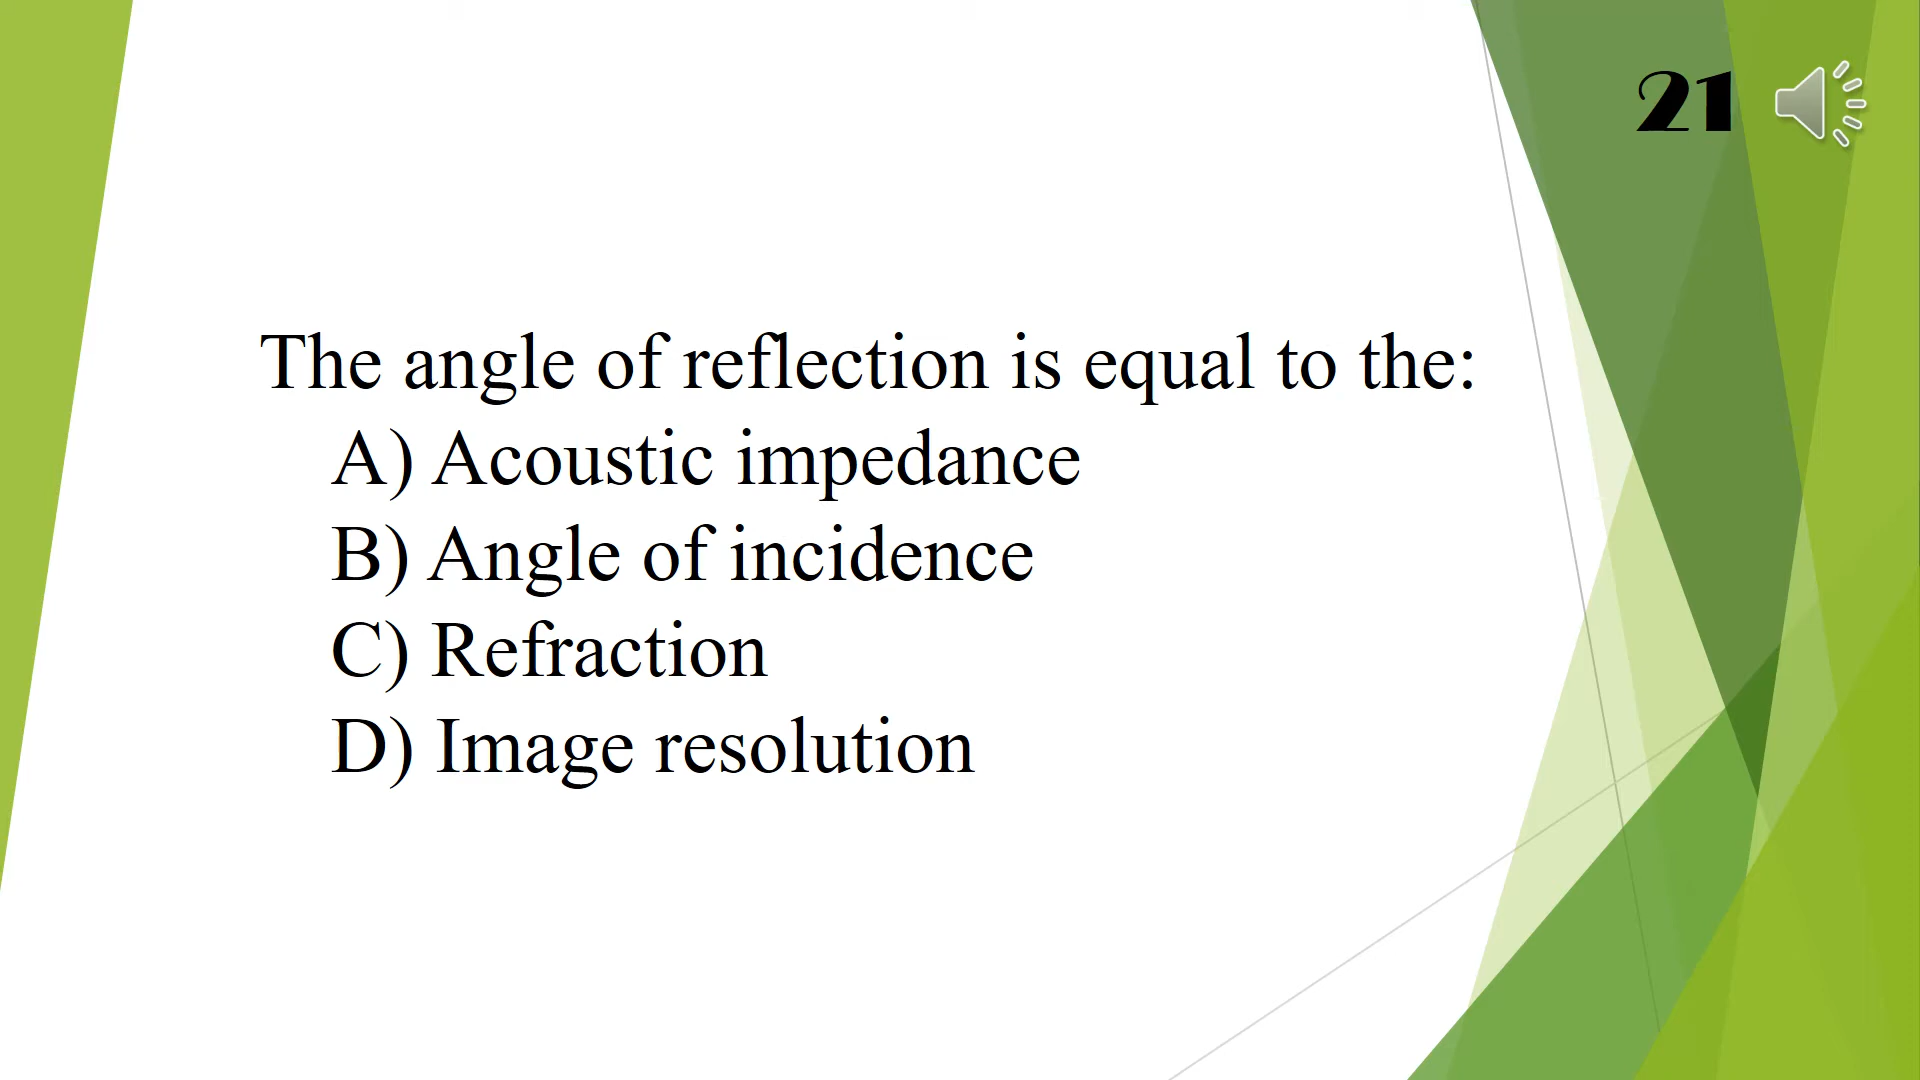 21
The angle of reflection is equal to the:
A) Acoustic impedance
B) Angle of incidence
C) Refraction
D) Image resolution